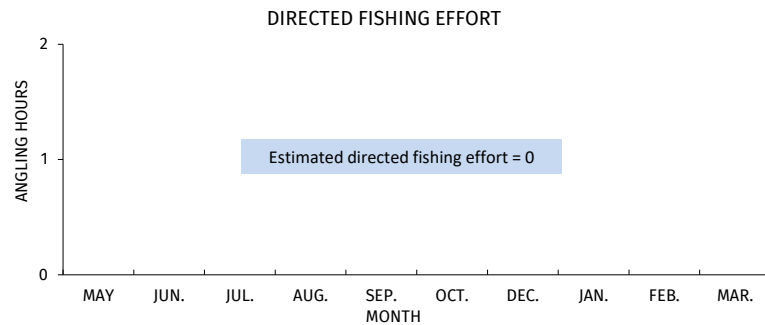 DIRECTED FISHING EFFORT
2
ANGLING HOURS
1
Estimated directed fishing effort = 0
0
MAY JUN. JUL. AUG. SEP. OCT. DEC. JAN. FEB. MAR.
MONTH